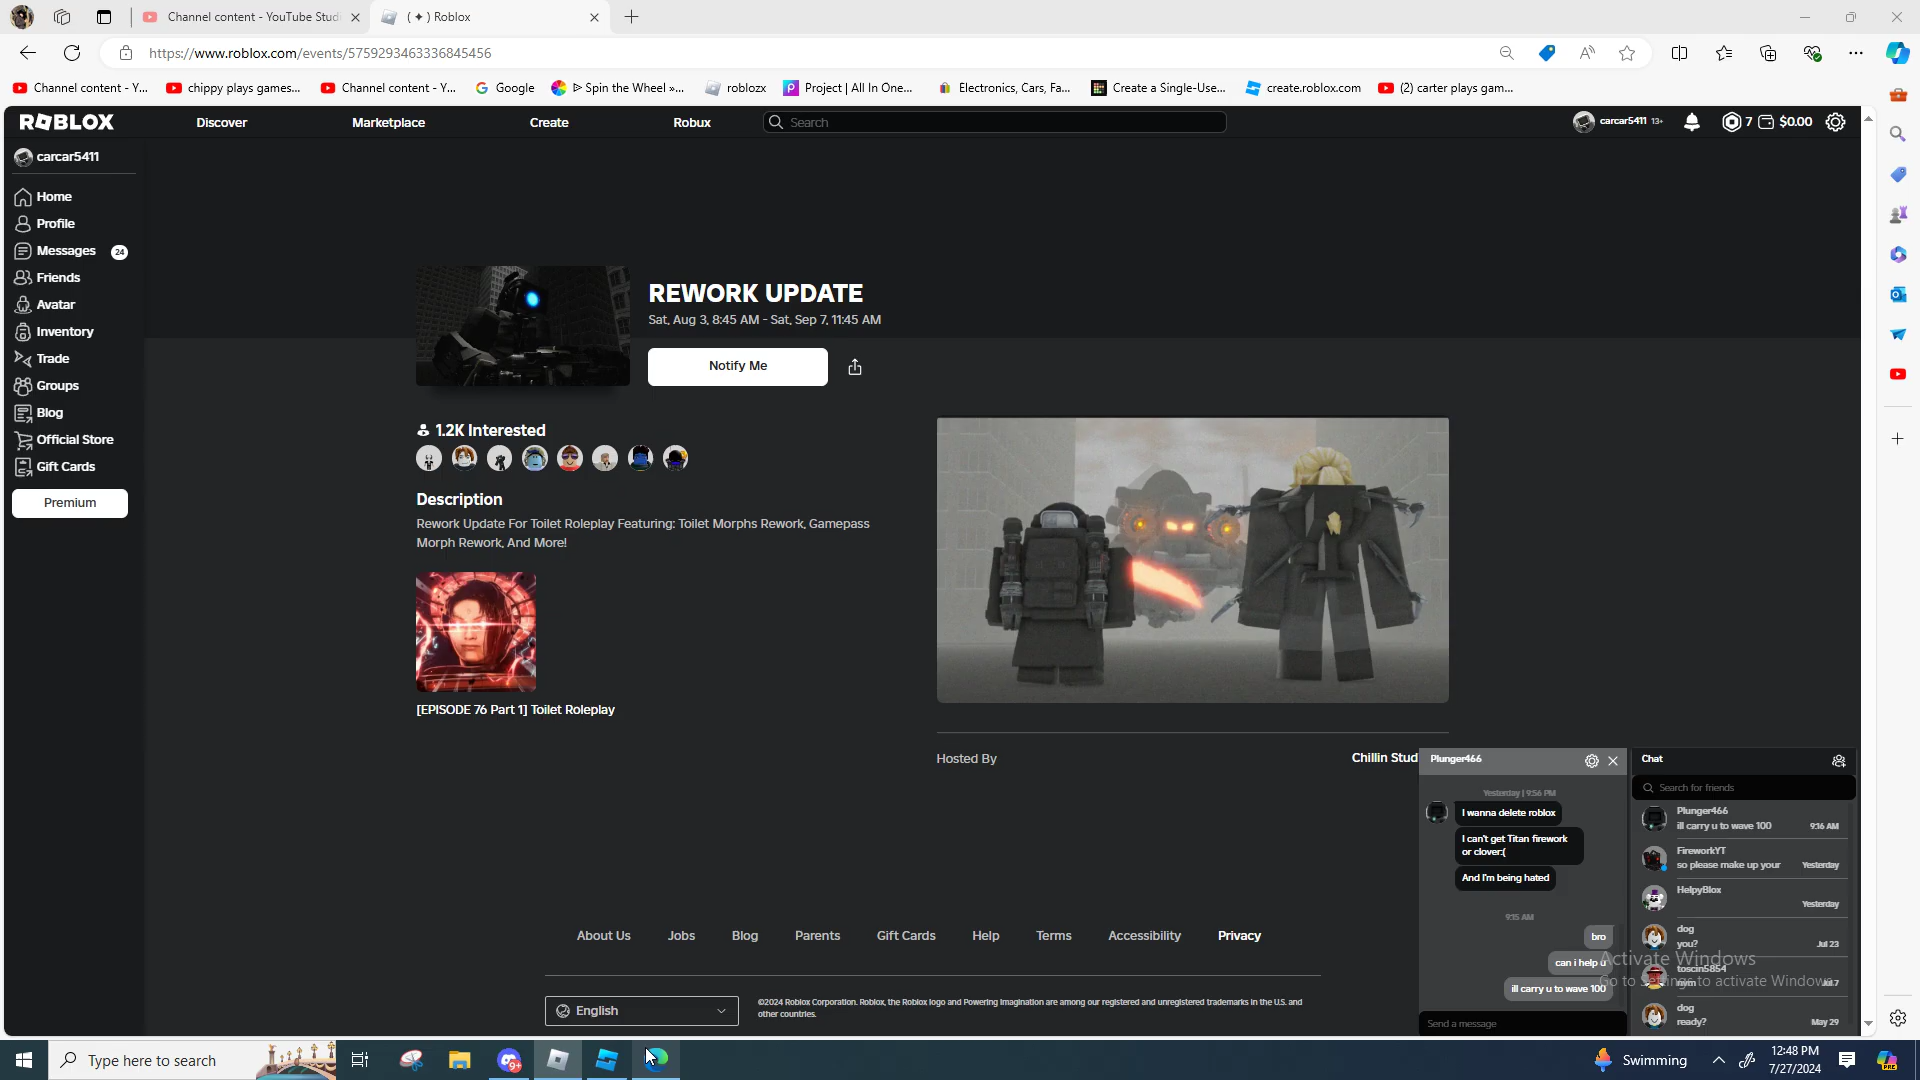 Channel content - YouTube Studi
( ✦ ) Roblox
https://www.roblox.com/events/5759293463336845456
Channel content - Y...
chippy plays games...
Channel content - Y...
Google
ᐅ Spin the Wheel »...
roblozx
Project | All In One...
Electronics, Cars, Fa...
Create a Single-Use...
create.roblox.com
(2) carter plays gam...
ROBLOX
Discover
Marketplace
Create
Robux
Search
carcar5411 13+
7
$0.00
carcar5411
Home
Profile
Messages 24
Friends
Avatar
Inventory
Trade
Groups
Blog
Official Store
Gift Cards
Premium
REWORK UPDATE
Sat, Aug 3, 8:45 AM - Sat, Sep 7, 11:45 AM
Notify Me
1.2K Interested
Description
Rework Update For Toilet Roleplay Featuring: Toilet Morphs Rework, Gamepass
Morph Rework, And More!
[EPISODE 76 Part 1] Toilet Roleplay
Hosted By
Chillin Stud
Plunger466
Yesterday | 9:56 PM
I wanna delete roblox
I can't get Titan firework
or clover:(
And I'm being hated
9:15 AM
bro
can i help u
ill carry u to wave 100
Send a message
Chat
Search for friends
Plunger466
ill carry u to wave 100 9:16 AM
FireworkYT
so please make up your Yesterday
HelpyBlox
Yesterday
dog
you? Jul 23
toscin5854
Jul 7
dog
ready? May 29
Activate Windows
Go to Settings to activate Windows.
About Us
Jobs
Blog
Parents
Gift Cards
Help
Terms
Accessibility
Privacy
English
©2024 Roblox Corporation. Roblox, the Roblox logo and Powering Imagination are among our registered and unregistered trademarks in the U.S. and
other countries.
Type here to search
Swimming
12:48 PM
7/27/2024